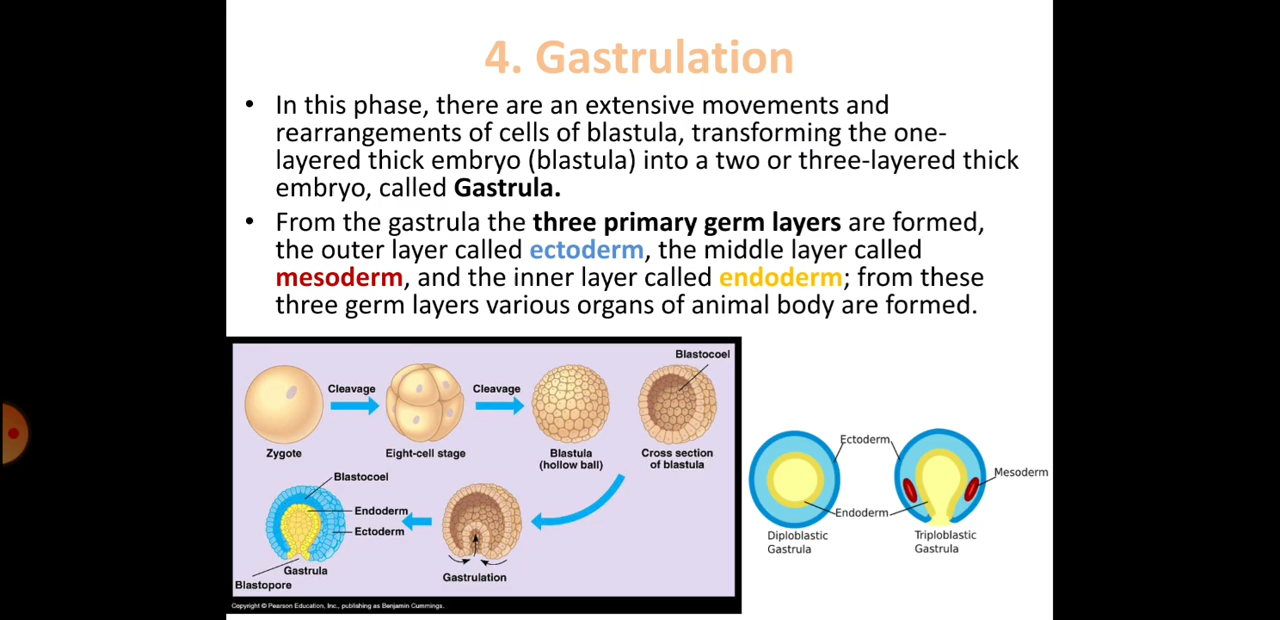 4. Gastrulation
• In this phase, there are an extensive movements and
rearrangements of cells of blastula, transforming the one-
layered thick embryo (blastula) into a two or three-layered thick
embryo, called Gastrula.
• From the gastrula the three primary germ layers are formed,
the outer layer called ectoderm, the middle layer called
mesoderm, and the inner layer called endoderm; from these
three germ layers various organs of animal body are formed.
Blastocoel
Cleavage
Cleavage
Zygote
Eight-cell stage
Blastula
(hollow ball)
Cross section
of blastula
Blastocoel
Endoderm
Ectoderm
Gastrula
Blastopore
Gastrulation
Copyright © Pearson Education, Inc., publishing as Benjamin Cummings.
Ectoderm
Mesoderm
Endoderm
Diploblastic
Gastrula
Triploblastic
Gastrula